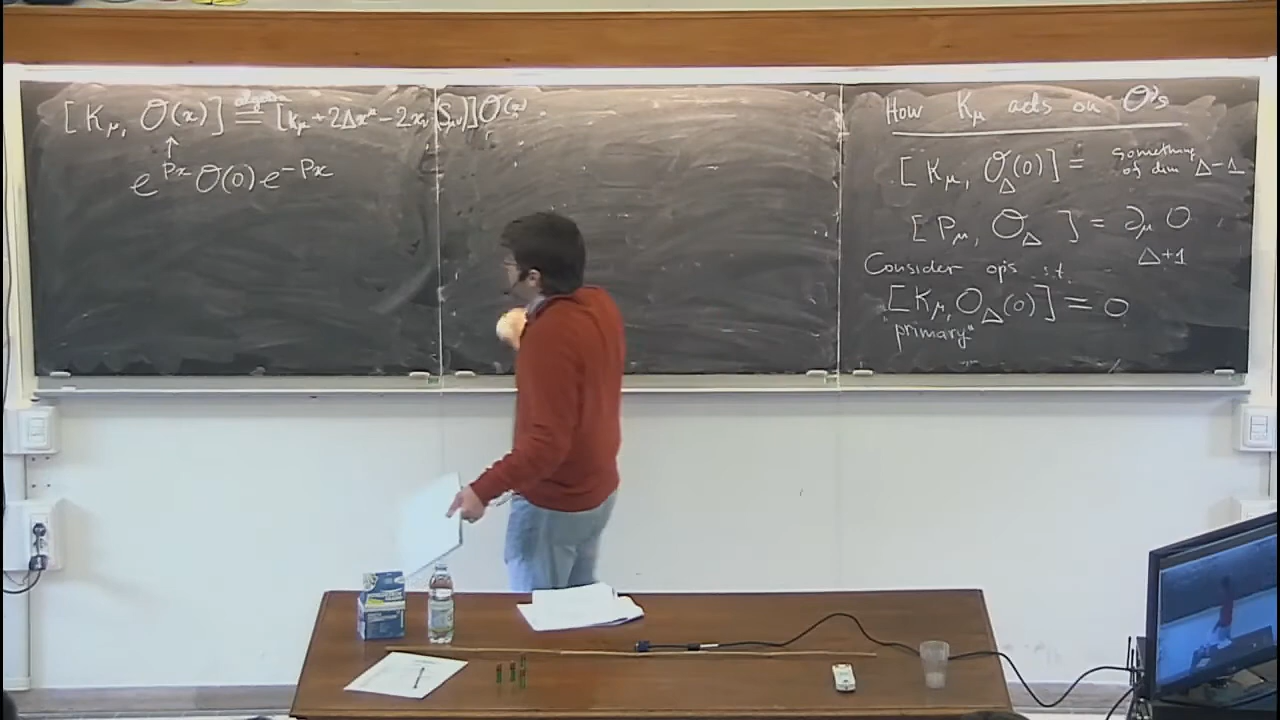 [K_μ, O(x)] = [k_μ + 2Δx^μ - 2x_ν (S_μν)] O(x)
↑
e^{Px} O(0) e^{-Px}
How K_μ acts on O's
[K_μ, O_Δ(0)] = something of dim Δ-1
[P_μ, O_Δ] = ∂_μ O
Δ+1
Consider op's s.t.
[K_μ, O_Δ(0)] = 0
"primary"